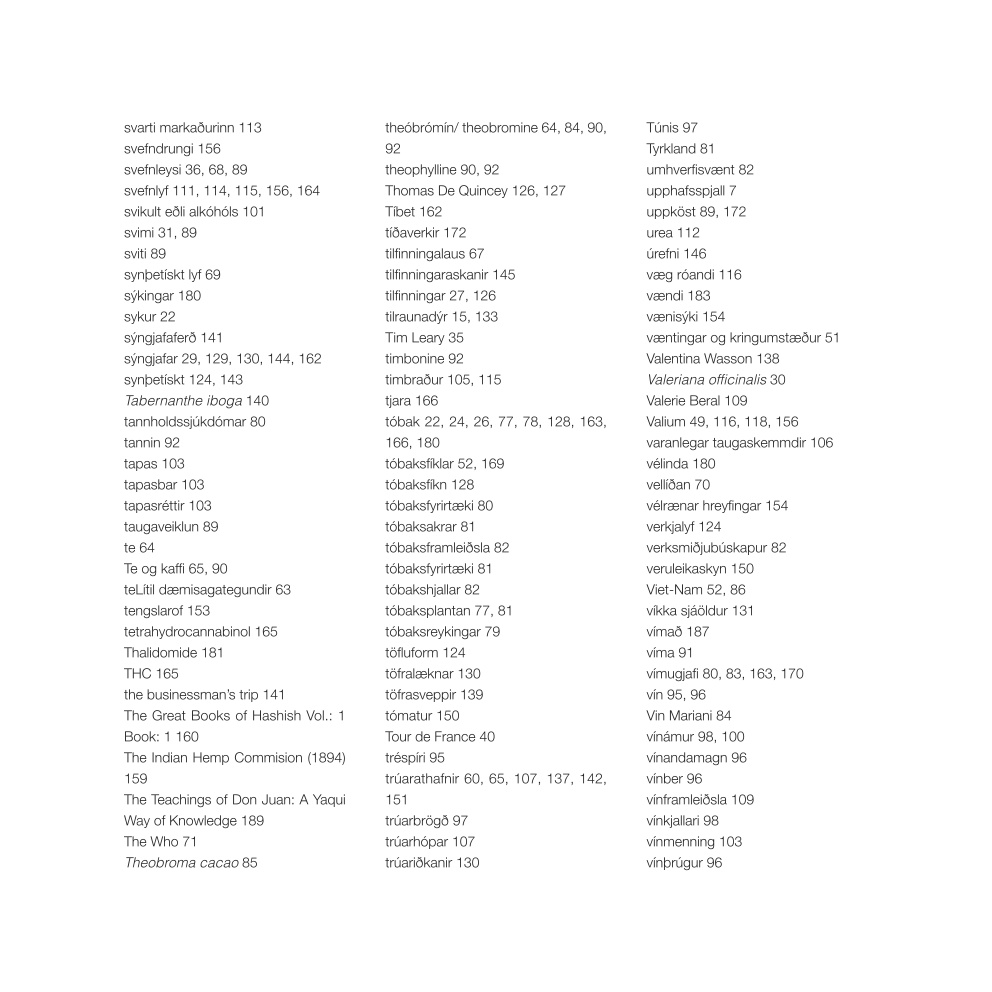 svarti markaðurinn 113
svefndrungi 156
svefnleysi 36, 68, 89
svefnlyf 111, 114, 115, 156, 164
svikult eðli alkóhóls 101
svimi 31, 89
sviti 89
synþetískt lyf 69
sýkingar 180
sykur 22
sýngjafaferð 141
sýngjafar 29, 129, 130, 144, 162
synþetískt 124, 143
Tabernanthe iboga 140
tannholdssjúkdómar 80
tannin 92
tapas 103
tapasbar 103
tapasréttir 103
taugaveiklun 89
te 64
Te og kaffi 65, 90
teLítil dæmisagategundir 63
tengslarof 153
tetrahydrocannabinol 165
Thalidomide 181
THC 165
the businessman’s trip 141
The Great Books of Hashish Vol.: 1
Book: 1 160
The Indian Hemp Commision (1894)
159
The Teachings of Don Juan: A Yaqui
Way of Knowledge 189
The Who 71
Theobroma cacao 85
theóbrómín/ theobromine 64, 84, 90,
92
theophylline 90, 92
Thomas De Quincey 126, 127
Tíbet 162
tíðaverkir 172
tilfinningalaus 67
tilfinningaraskanir 145
tilfinningar 27, 126
tilraunadýr 15, 133
Tim Leary 35
timbonine 92
timbraður 105, 115
tjara 166
tóbak 22, 24, 26, 77, 78, 128, 163,
166, 180
tóbaksfíklar 52, 169
tóbaksfíkn 128
tóbaksfyrirtæki 80
tóbaksakrar 81
tóbaksframleiðsla 82
tóbaksfyrirtæki 81
tóbakshjallar 82
tóbaksplantan 77, 81
tóbaksreykingar 79
töfluform 124
töfralæknar 130
töfrasveppir 139
tómatur 150
Tour de France 40
tréspíri 95
trúarathafnir 60, 65, 107, 137, 142,
151
trúarbrögð 97
trúarhópar 107
trúariðkanir 130
Túnis 97
Tyrkland 81
umhverfisvænt 82
upphafsspjall 7
uppköst 89, 172
urea 112
úrefni 146
væg róandi 116
vændi 183
vænisýki 154
væntingar og kringumstæður 51
Valentina Wasson 138
Valeriana officinalis 30
Valerie Beral 109
Valium 49, 116, 118, 156
varanlegar taugaskemmdir 106
vélinda 180
vellíðan 70
vélrænar hreyfingar 154
verkjalyf 124
verksmiðjubúskapur 82
veruleikaskyn 150
Viet-Nam 52, 86
víkka sjáöldur 131
vímað 187
víma 91
vímugjafi 80, 83, 163, 170
vín 95, 96
Vin Mariani 84
vínámur 98, 100
vínandamagn 96
vínber 96
vínframleiðsla 109
vínkjallari 98
vínmenning 103
vínþrúgur 96